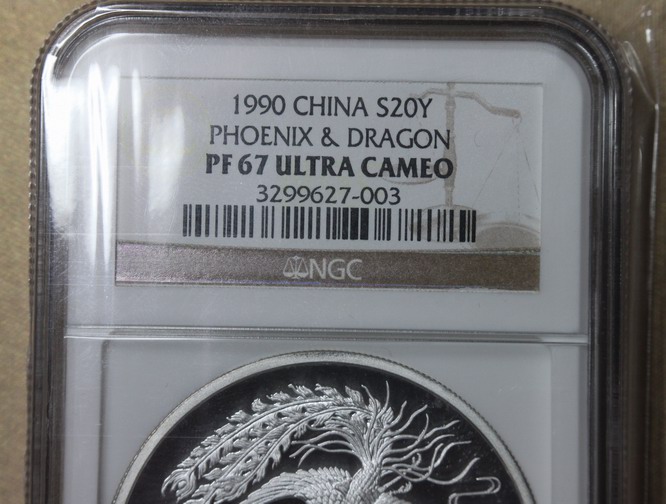 1990 CHINA S20Y
PHOENIX & DRAGON
PF 67 ULTRA CAMEO
3299627-003
NGC